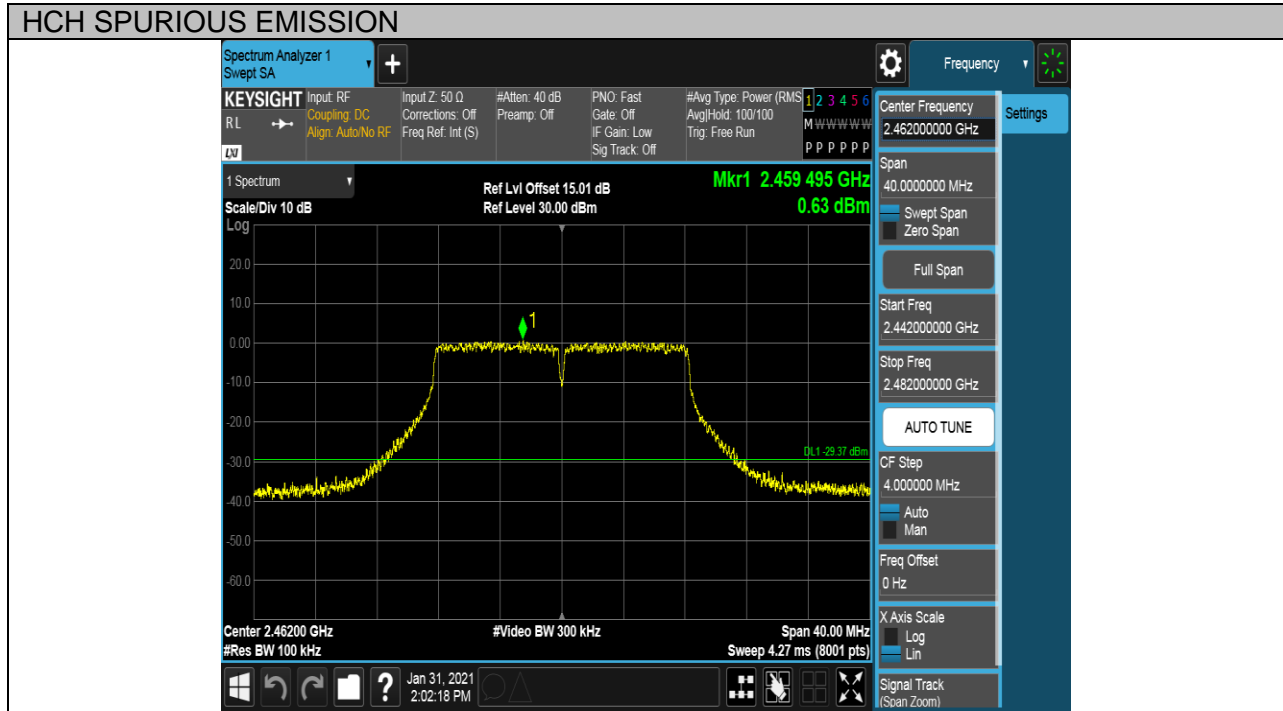 HCH SPURIOUS EMISSION
Spectrum Analyzer 1
Swept SA
+
Frequency
KEYSIGHT
RL
LXI
Input: RF
Coupling: DC
Align: Auto/No RF
Input Z: 50 Ω
Corrections: Off
Freq Ref: Int (S)
#Atten: 40 dB
Preamp: Off
PNO: Fast
Gate: Off
IF Gain: Low
Sig Track: Off
#Avg Type: Power (RMS
Avg|Hold: 100/100
Trig: Free Run
1 2 3 4 5 6
M W W W W W
P P P P P P
1 Spectrum
Scale/Div 10 dB
Ref Lvl Offset 15.01 dB
Ref Level 30.00 dBm
Mkr1 2.459 495 GHz
0.63 dBm
Log
20.0
10.0
0.00
-10.0
-20.0
-30.0
-40.0
-50.0
-60.0
1
DL1 -29.37 dBm
Center 2.46200 GHz
#Res BW 100 kHz
#Video BW 300 kHz
Span 40.00 MHz
Sweep 4.27 ms (8001 pts)
?
Jan 31, 2021
2:02:18 PM
Center Frequency
2.462000000 GHz
Settings
Span
40.0000000 MHz
Swept Span
Zero Span
Full Span
Start Freq
2.442000000 GHz
Stop Freq
2.482000000 GHz
AUTO TUNE
CF Step
4.000000 MHz
Auto
Man
Freq Offset
0 Hz
X Axis Scale
Log
Lin
Signal Track
(Span Zoom)